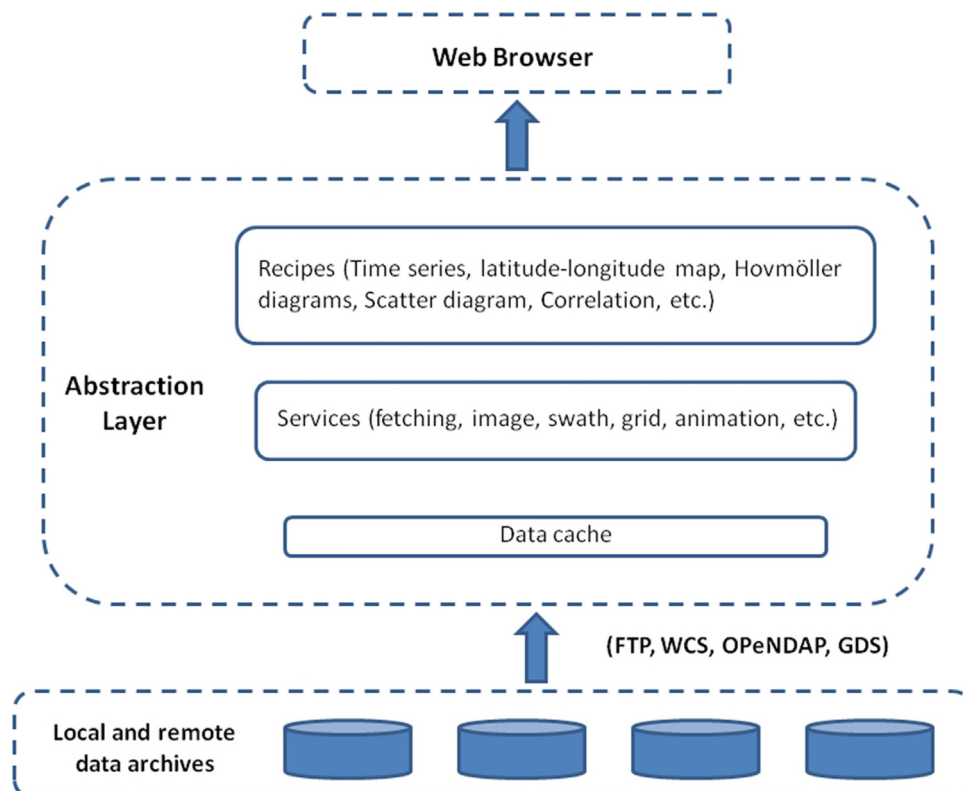 Web Browser
Recipes (Time series, latitude-longitude map, Hovmöller
diagrams, Scatter diagram, Correlation, etc.)
Abstraction
Layer
Services (fetching, image, swath, grid, animation, etc.)
Data cache
(FTP, WCS, OPeNDAP, GDS)
Local and remote
data archives